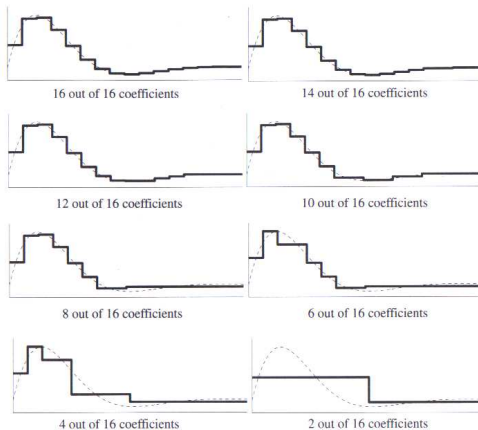 16 out of 16 coefficients
14 out of 16 coefficients
12 out of 16 coefficients
10 out of 16 coefficients
8 out of 16 coefficients
6 out of 16 coefficients
4 out of 16 coefficients
2 out of 16 coefficients